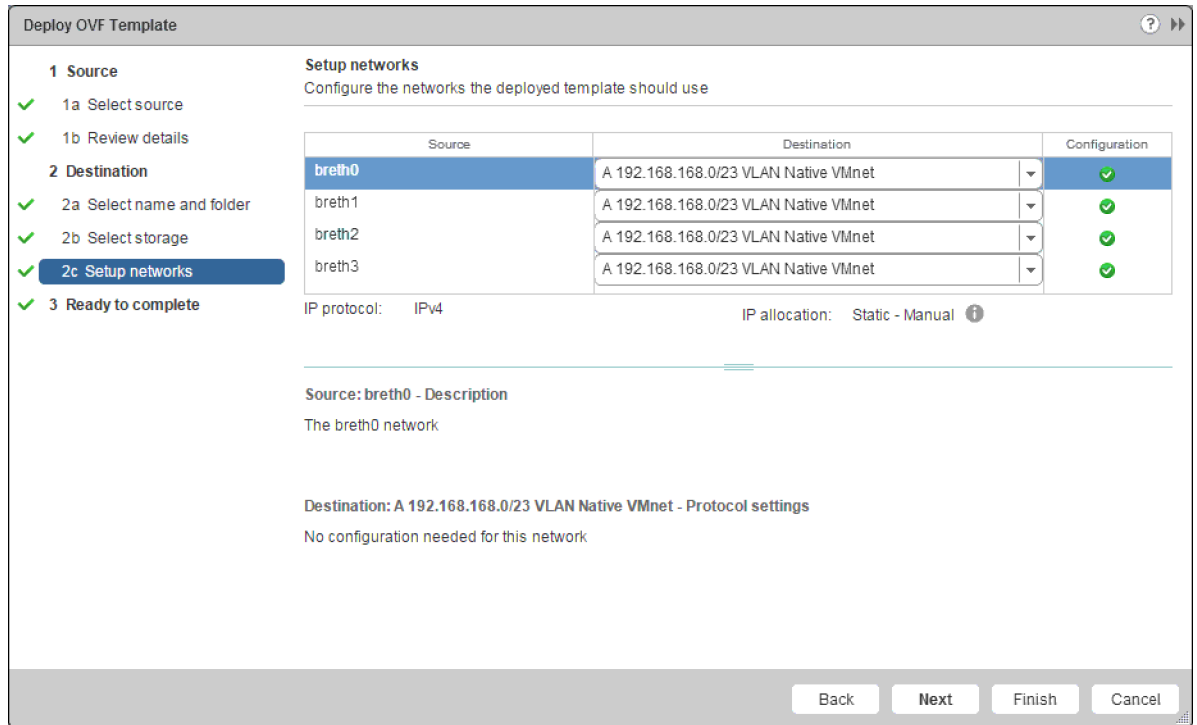 Deploy OVF Template
1 Source
1a Select source
1b Review details
2 Destination
2a Select name and folder
2b Select storage
2c Setup networks
3 Ready to complete
Setup networks
Configure the networks the deployed template should use
Source Destination Configuration
breth0 A 192.168.168.0/23 VLAN Native VMnet
breth1 A 192.168.168.0/23 VLAN Native VMnet
breth2 A 192.168.168.0/23 VLAN Native VMnet
breth3 A 192.168.168.0/23 VLAN Native VMnet
IP protocol: IPv4 IP allocation: Static - Manual
Source: breth0 - Description
The breth0 network
Destination: A 192.168.168.0/23 VLAN Native VMnet - Protocol settings
No configuration needed for this network
Back Next Finish Cancel